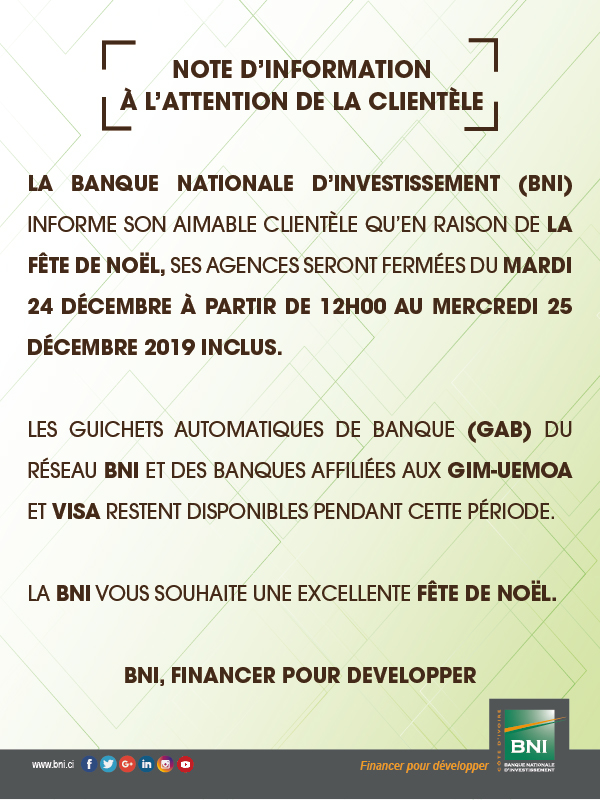 NOTE D'INFORMATION
À L'ATTENTION DE LA CLIENTÈLE
LA BANQUE NATIONALE D'INVESTISSEMENT (BNI)
INFORME SON AIMABLE CLIENTÈLE QU'EN RAISON DE LA
FÊTE DE NOËL, SES AGENCES SERONT FERMÉES DU MARDI
24 DÉCEMBRE À PARTIR DE 12H00 AU MERCREDI 25
DÉCEMBRE 2019 INCLUS.
LES GUICHETS AUTOMATIQUES DE BANQUE (GAB) DU
RÉSEAU BNI ET DES BANQUES AFFILIÉES AUX GIM-UEMOA
ET VISA RESTENT DISPONIBLES PENDANT CETTE PÉRIODE.
LA BNI VOUS SOUHAITE UNE EXCELLENTE FÊTE DE NOËL.
BNI, FINANCER POUR DEVELOPPER
www.bni.ci
Financer pour développer
CÔTE D'IVOIRE
BNI
BANQUE NATIONALE
D'INVESTISSEMENT